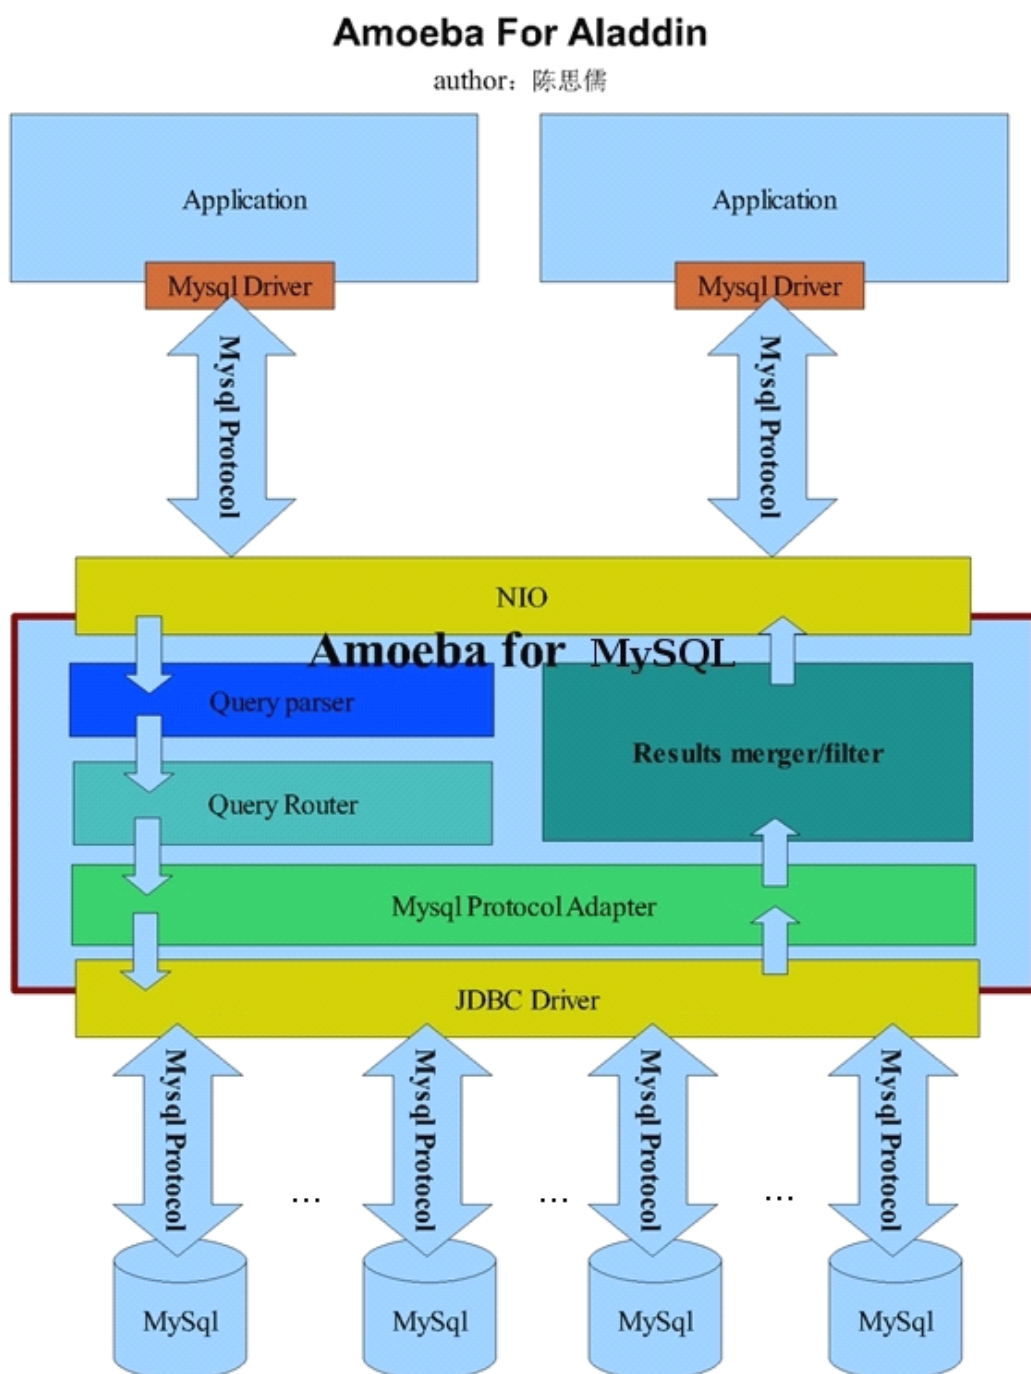 Amoeba For Aladdin
author：陈思儒
Application
Application
Mysql Driver
Mysql Driver
Mysql Protocol
Mysql Protocol
NIO
Amoeba for MySQL
Query parser
Results merger/filter
Query Router
Mysql Protocol Adapter
JDBC Driver
Mysql Protocol
Mysql Protocol
Mysql Protocol
Mysql Protocol
...
...
...
MySql
MySql
MySql
MySql